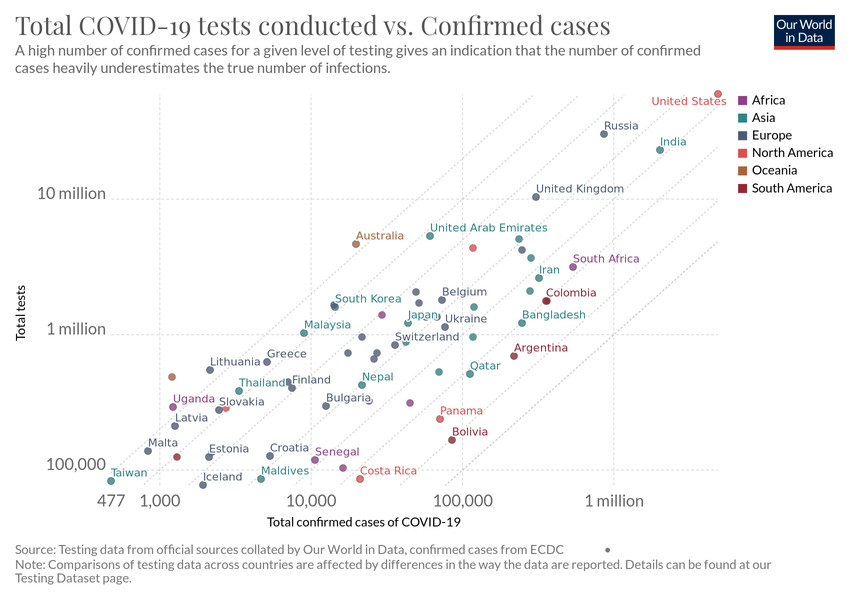 Total COVID-19 tests conducted vs. Confirmed cases
Our World
in Data
A high number of confirmed cases for a given level of testing gives an indication that the number of confirmed
cases heavily underestimates the true number of infections.
United States
Africa
Asia
Europe
North America
Oceania
South America
Russia
India
10 million
United Kingdom
Australia
United Arab Emirates
South Africa
Iran
Total tests
South Korea
Belgium
Colombia
Malaysia
Japan
Ukraine
Bangladesh
1 million
Switzerland
Lithuania
Greece
Argentina
Thailand
Finland
Nepal
Qatar
Uganda
Slovakia
Bulgaria
Latvia
Panama
Malta
Estonia
Croatia
Senegal
Bolivia
100,000
Taiwan
Iceland
Maldives
Costa Rica
477
1,000
10,000
100,000
1 million
Total confirmed cases of COVID-19
Source: Testing data from official sources collated by Our World in Data, confirmed cases from ECDC
Note: Comparisons of testing data across countries are affected by differences in the way the data are reported. Details can be found at our
Testing Dataset page.